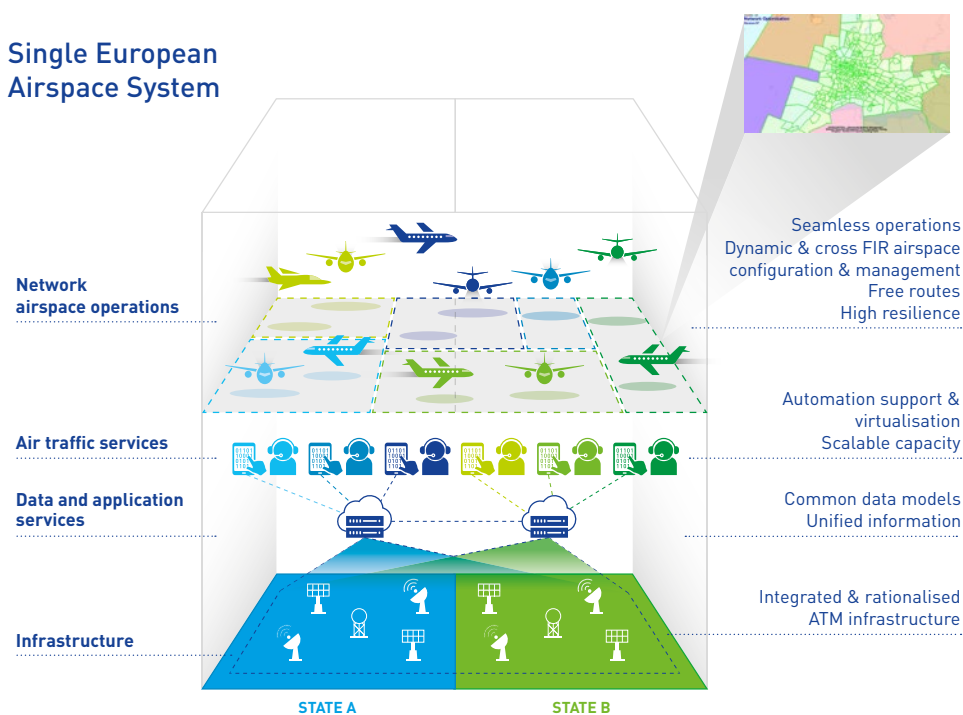 Single European
Airspace System
Network Optimisation
Seamless operations
Dynamic & cross FIR airspace
configuration & management
Free routes
High resilience
Network
airspace operations
Automation support &
virtualisation
Scalable capacity
Air traffic services
Data and application
services
Common data models
Unified information
Integrated & rationalised
ATM infrastructure
Infrastructure
STATE A
STATE B